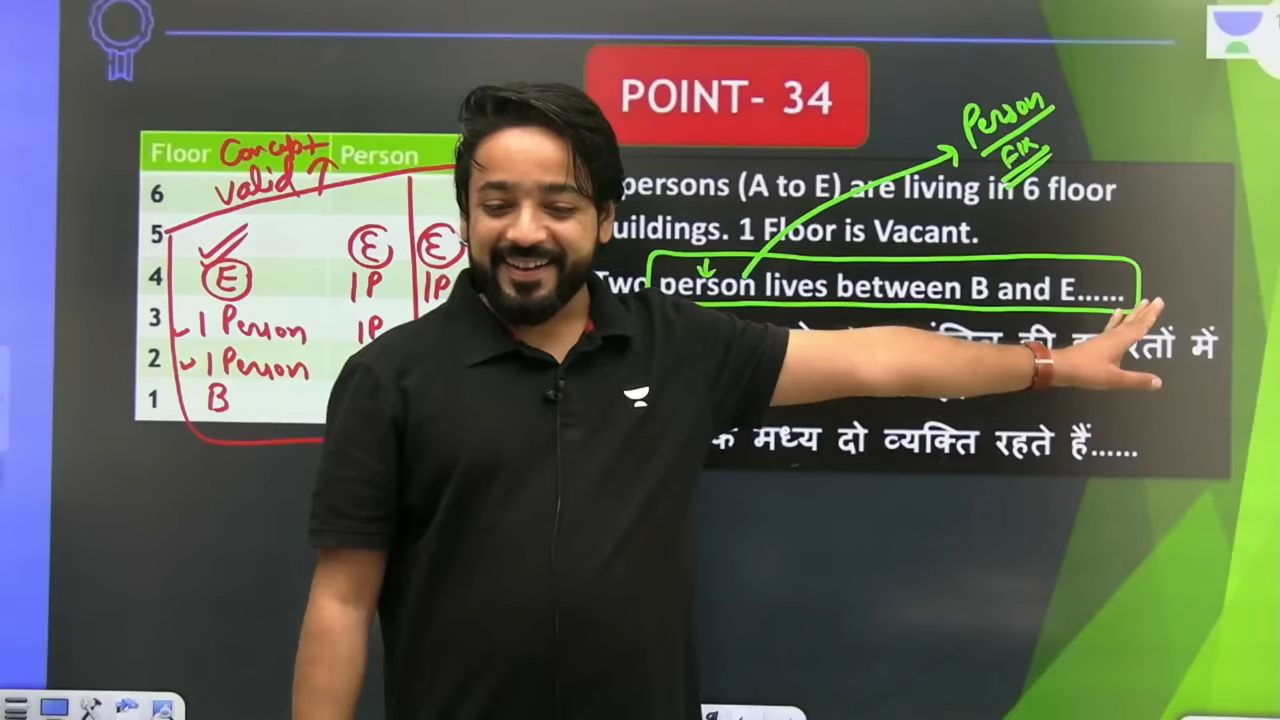 POINT- 34
Person
FIX
Floor Person
Concept
valid
6
5
4
3
2
1
E
1 Person
1 Person
B
E
1P
1P
E
1P
persons (A to E) are living in 6 floor
uildings. 1 Floor is Vacant.
Two person lives between B and E......
में
मध्य दो व्यक्ति रहते हैं......